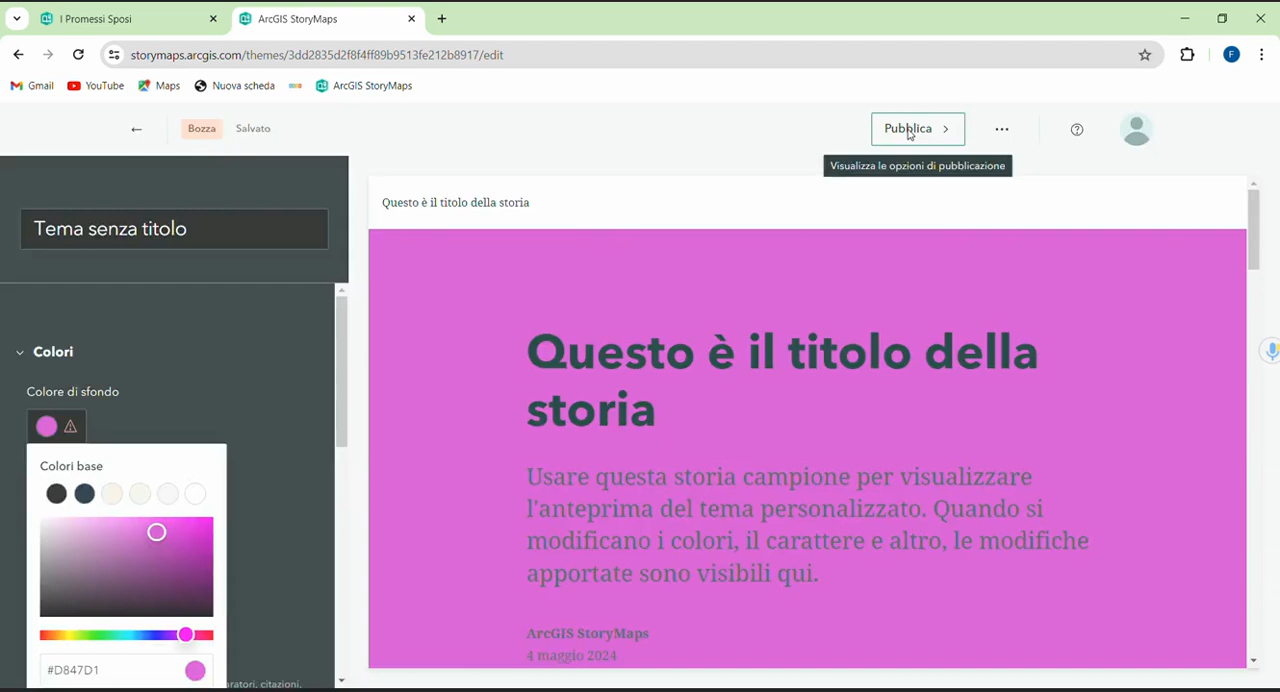 I Promessi Sposi
ArcGIS StoryMaps
storymaps.arcgis.com/themes/3dd2835d2f8f4ff89b9513fe212b8917/edit
F
Gmail
YouTube
Maps
Nuova scheda
ArcGIS StoryMaps
Bozza
Salvato
Pubblica
Visualizza le opzioni di pubblicazione
Tema senza titolo
Colori
Colore di sfondo
Colori base
#D847D1
aratori, citazioni,
Questo è il titolo della storia
Questo è il titolo della
storia
Usare questa storia campione per visualizzare
l'anteprima del tema personalizzato. Quando si
modificano i colori, il carattere e altro, le modifiche
apportate sono visibili qui.
ArcGIS StoryMaps
4 maggio 2024